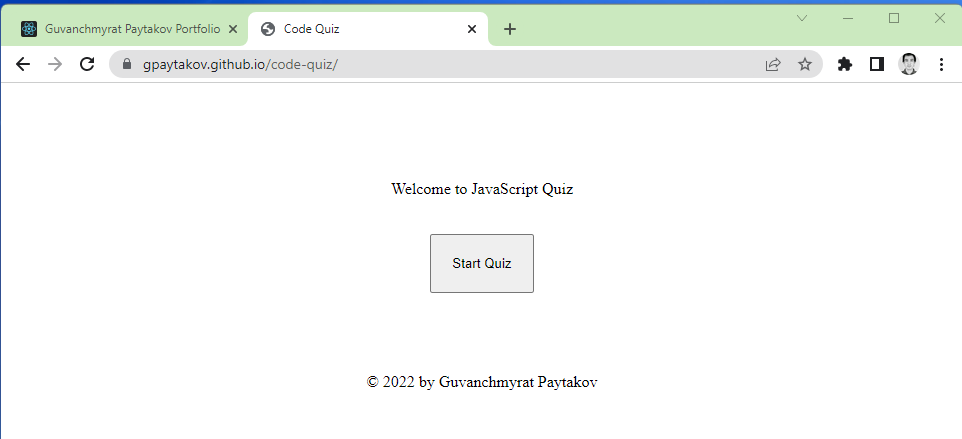 Guvanchmyrat Paytakov Portfolio
Code Quiz
gpaytakov.github.io/code-quiz/
Welcome to JavaScript Quiz
Start Quiz
© 2022 by Guvanchmyrat Paytakov